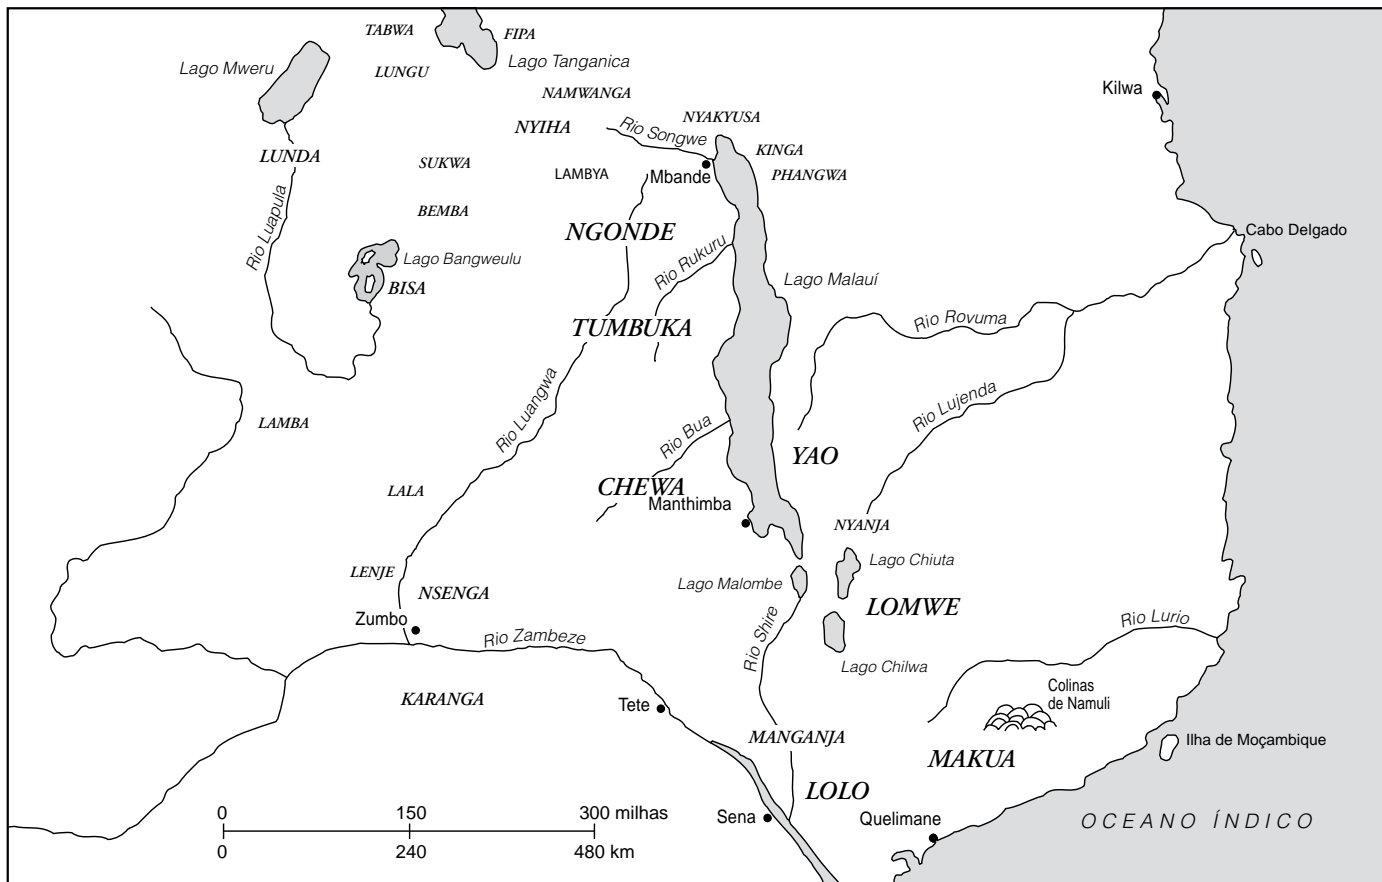 TABWA
FIPA
Lago Mweru
LUNGU
Lago Tanganica
NAMWANGA
Kilwa
NYIHA
Rio Songwe
NYAKYUSA
LUNDA
SUKWA
LAMBYA
Mbande
KINGA
PHANGWA
Rio Luapula
BEMBA
NGONDE
Cabo Delgado
Lago Bangweulu
Rio Rukuru
BISA
Lago Malauí
TUMBUKA
Rio Rovuma
LAMBA
Rio Luangwa
Rio Bua
Rio Lujenda
YAO
LALA
CHEWA
Manthimba
NYANJA
LENJE
NSENGA
Lago Malombe
Lago Chiuta
LOMWE
Zumbo
Rio Zambeze
Rio Shire
Rio Lurio
Lago Chilwa
KARANGA
Tete
Colinas
de Namuli
MANGANJA
MAKUA
Ilha de Moçambique
LOLO
0 150 300 milhas
0 240 480 km
Sena
Quelimane
OCEANO ÍNDICO